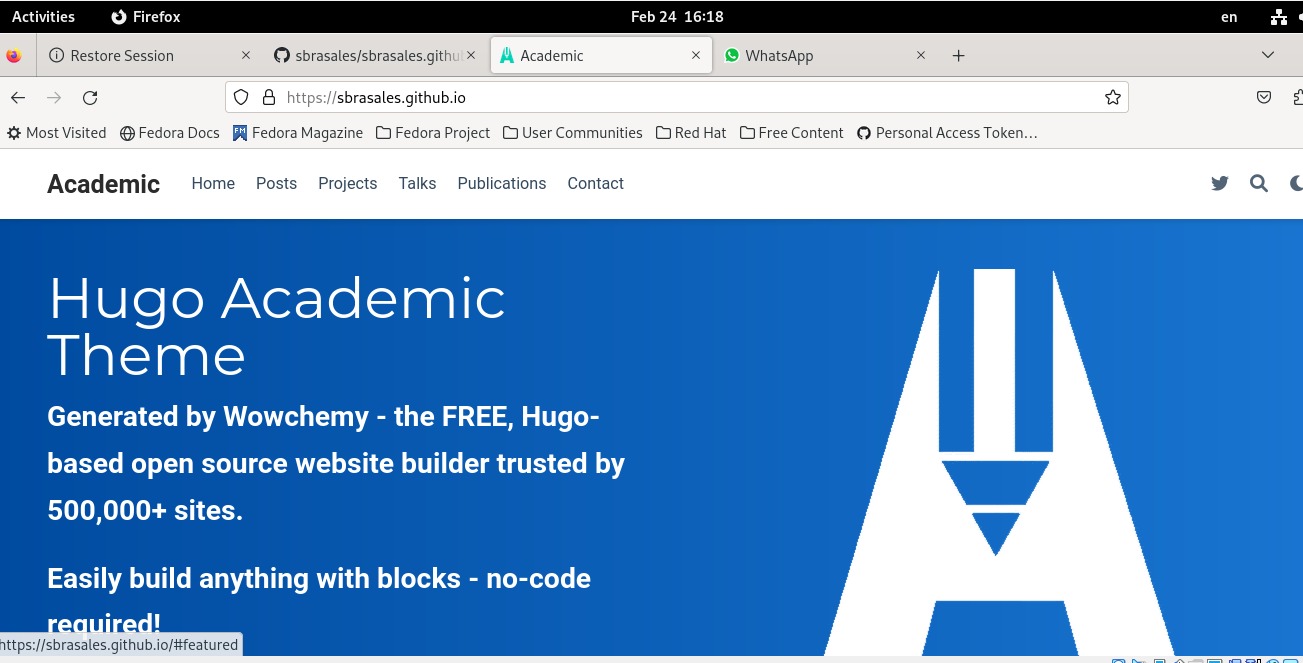 Activities Firefox Feb 24 16:18 en
Restore Session sbrasales/sbrasales.githu Academic WhatsApp
https://sbrasales.github.io
Most Visited Fedora Docs Fedora Magazine Fedora Project User Communities Red Hat Free Content Personal Access Token…
Academic Home Posts Projects Talks Publications Contact
Hugo Academic
Theme
Generated by Wowchemy - the FREE, Hugo-
based open source website builder trusted by
500,000+ sites.
Easily build anything with blocks - no-code
required!
https://sbrasales.github.io/#featured